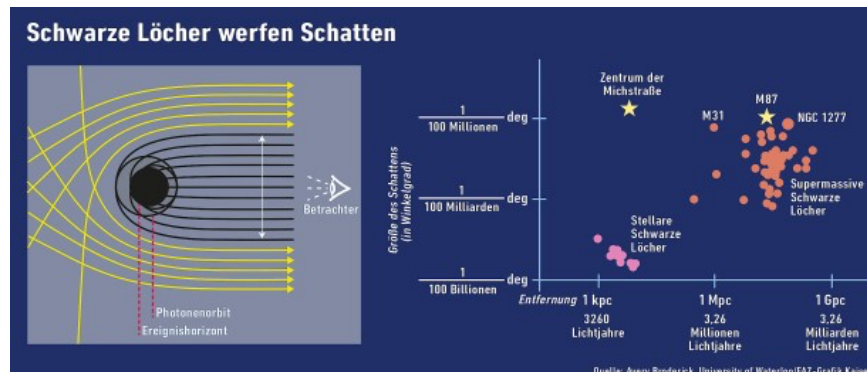 Schwarze Löcher werfen Schatten
Betrachter
Photonenorbit
Ereignishorizont
Größe des Schattens
(in Winkelgrad)
1
100 Millionen
deg
1
100 Milliarden
deg
1
100 Billionen
deg
Zentrum der
Michstraße
M31
M87
NGC 1277
Supermassive
Schwarze
Löcher
Stellare
Schwarze
Löcher
Entfernung
1 kpc
3260
Lichtjahre
1 Mpc
3,26
Millionen
Lichtjahre
1 Gpc
3,26
Milliarden
Lichtjahre
Quelle: Avery Broderick, University of Waterloo/FAZ-Grafik